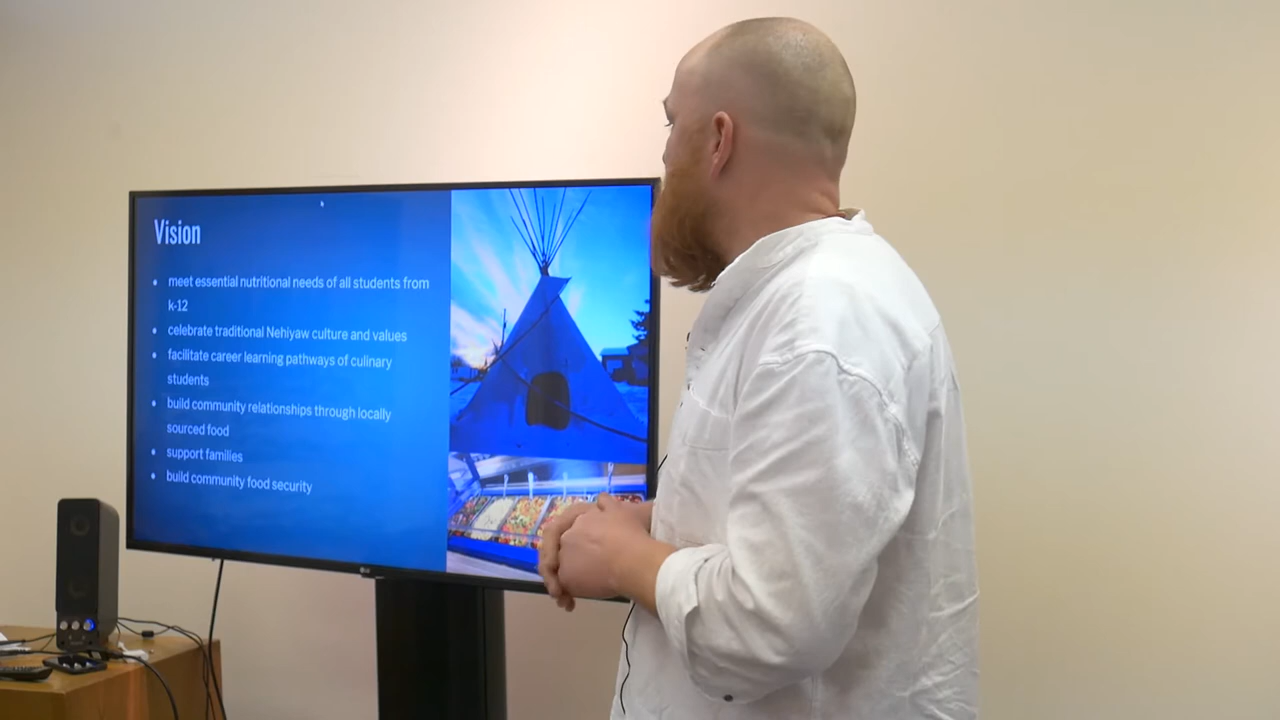 Vision
meet essential nutritional needs of all students from
k-12
celebrate traditional Nehiyaw culture and values
facilitate career learning pathways of culinary
students
build community relationships through locally
sourced food
support families
build community food security
LG